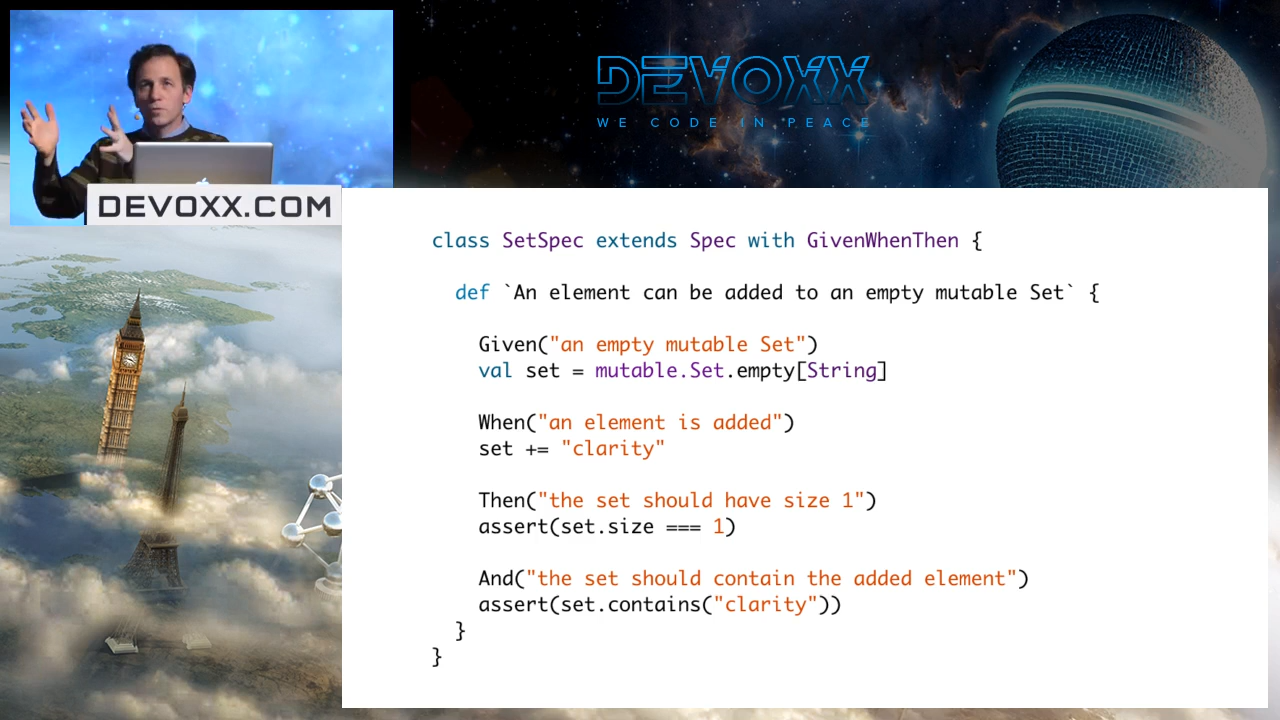 DEVOXX
WE CODE IN PEACE
DEVOXX.COM
class SetSpec extends Spec with GivenWhenThen {
def `An element can be added to an empty mutable Set` {
Given("an empty mutable Set")
val set = mutable.Set.empty[String]
When("an element is added")
set += "clarity"
Then("the set should have size 1")
assert(set.size === 1)
And("the set should contain the added element")
assert(set.contains("clarity"))
}
}